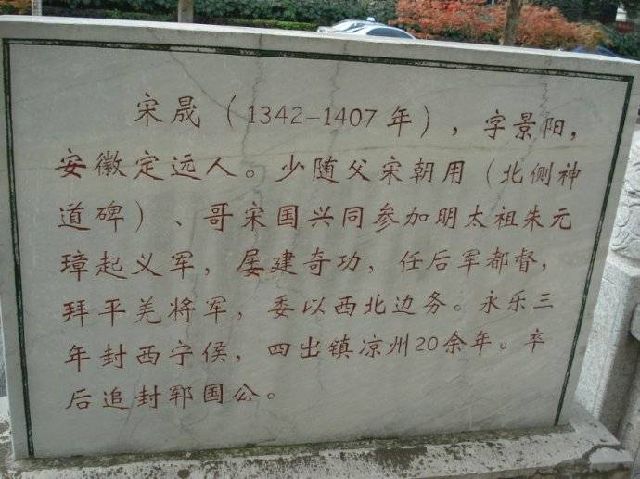 宋晟（1342-1407年），字景阳，
安徽定远人。少随父宋朝用（北侧神
道碑）、哥宋国兴同参加明太祖朱元
璋起义军，屡建奇功，任后军都督，
拜平羌将军，委以西北边务。永乐三
年封西宁侯，四出镇凉州20余年。卒
后追封郓国公。